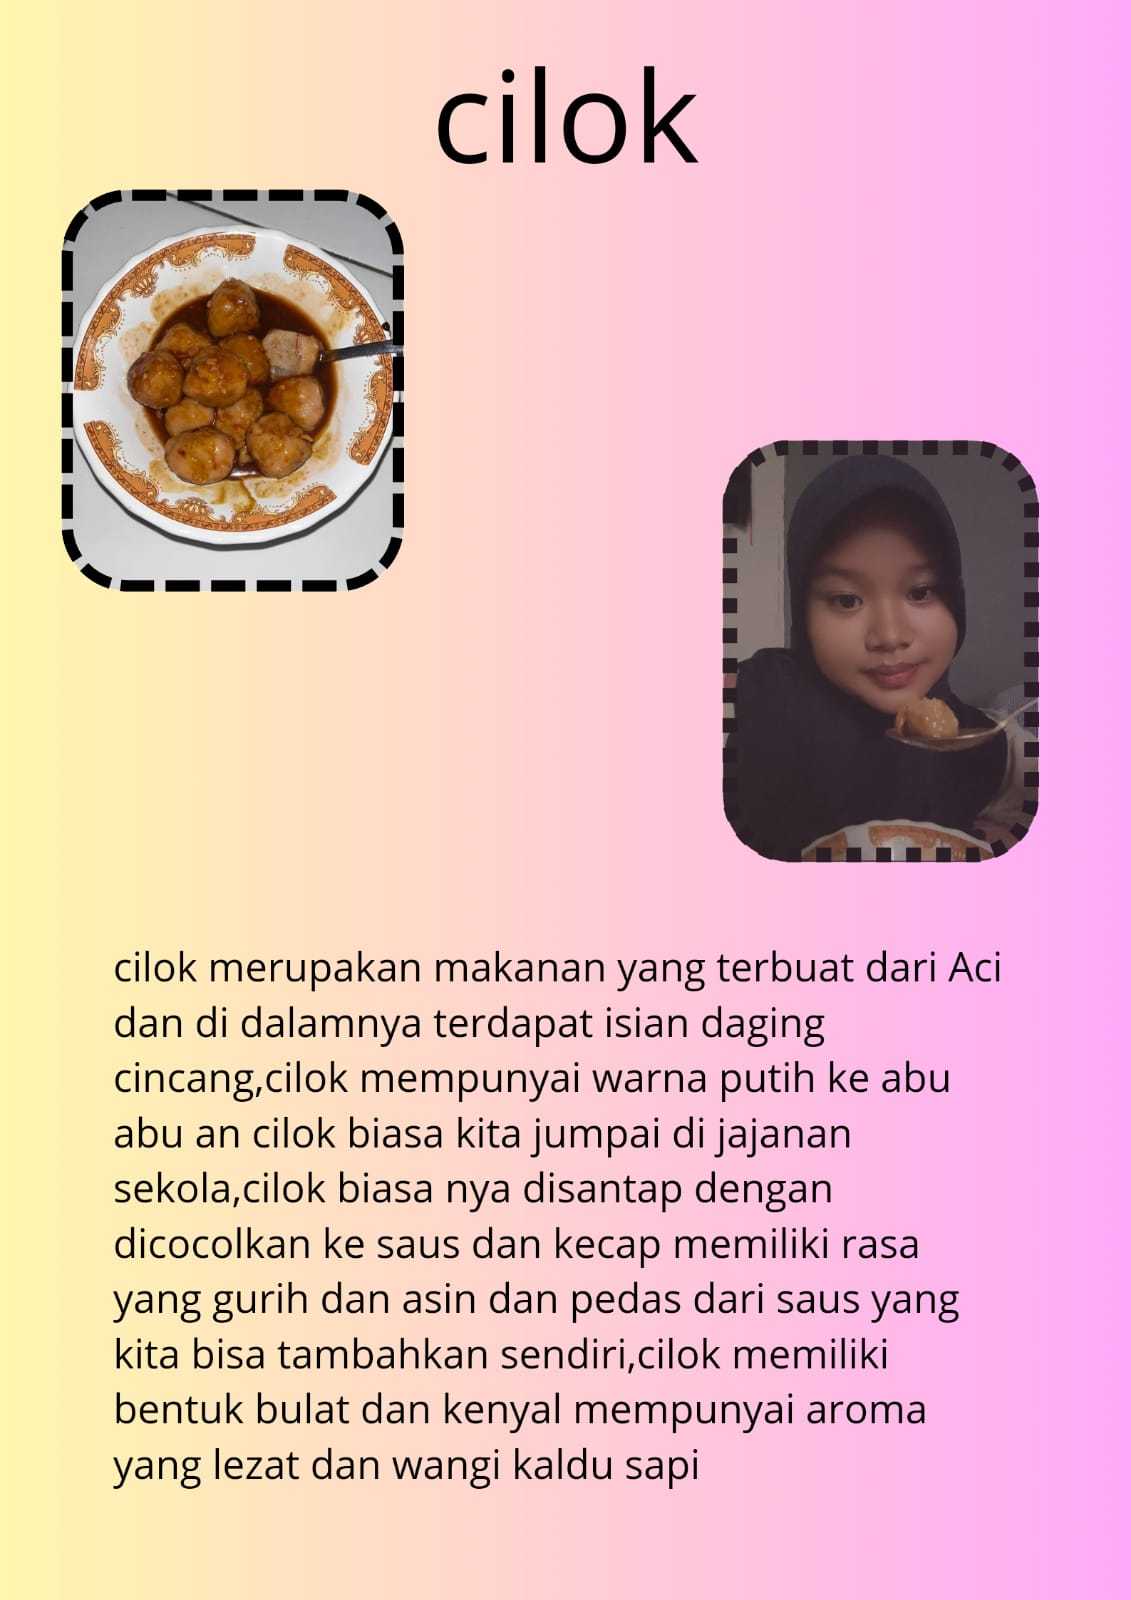 cilok
cilok merupakan makanan yang terbuat dari Aci
dan di dalamnya terdapat isian daging
cincang,cilok mempunyai warna putih ke abu
abu an cilok biasa kita jumpai di jajanan
sekola,cilok biasa nya disantap dengan
dicocolkan ke saus dan kecap memiliki rasa
yang gurih dan asin dan pedas dari saus yang
kita bisa tambahkan sendiri,cilok memiliki
bentuk bulat dan kenyal mempunyai aroma
yang lezat dan wangi kaldu sapi